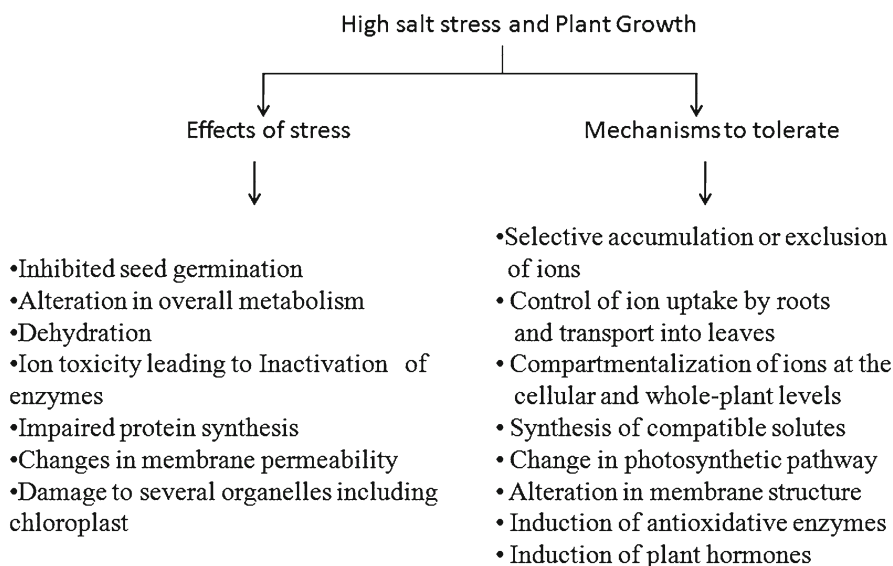 High salt stress and Plant Growth
Effects of stress
•Inhibited seed germination
•Alteration in overall metabolism
•Dehydration
•Ion toxicity leading to Inactivation of
enzymes
•Impaired protein synthesis
•Changes in membrane permeability
•Damage to several organelles including
chloroplast
Mechanisms to tolerate
•Selective accumulation or exclusion
of ions
• Control of ion uptake by roots
and transport into leaves
• Compartmentalization of ions at the
cellular and whole-plant levels
• Synthesis of compatible solutes
• Change in photosynthetic pathway
• Alteration in membrane structure
• Induction of antioxidative enzymes
• Induction of plant hormones